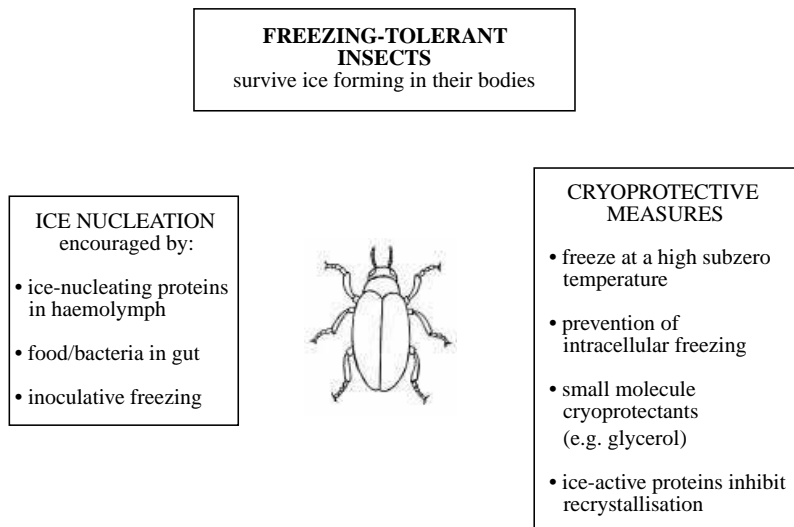 FREEZING-TOLERANT
INSECTS
survive ice forming in their bodies
ICE NUCLEATION
encouraged by:
• ice-nucleating proteins
in haemolymph
• food/bacteria in gut
• inoculative freezing
CRYOPROTECTIVE
MEASURES
• freeze at a high subzero
temperature
• prevention of
intracellular freezing
• small molecule
cryoprotectants
(e.g. glycerol)
• ice-active proteins inhibit
recrystallisation